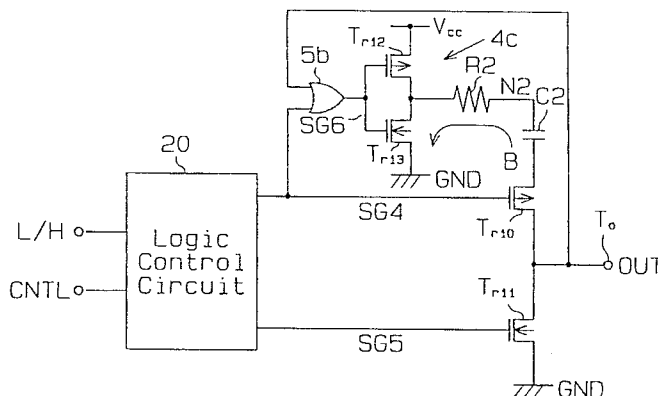 Tr12
Vcc
4c
5b
R2
N2
C2
SG6
Tr13
B
GND
20
L/H
Logic
Control
Circuit
SG4
Tr10
To
OUT
CNTL
Tr11
SG5
GND